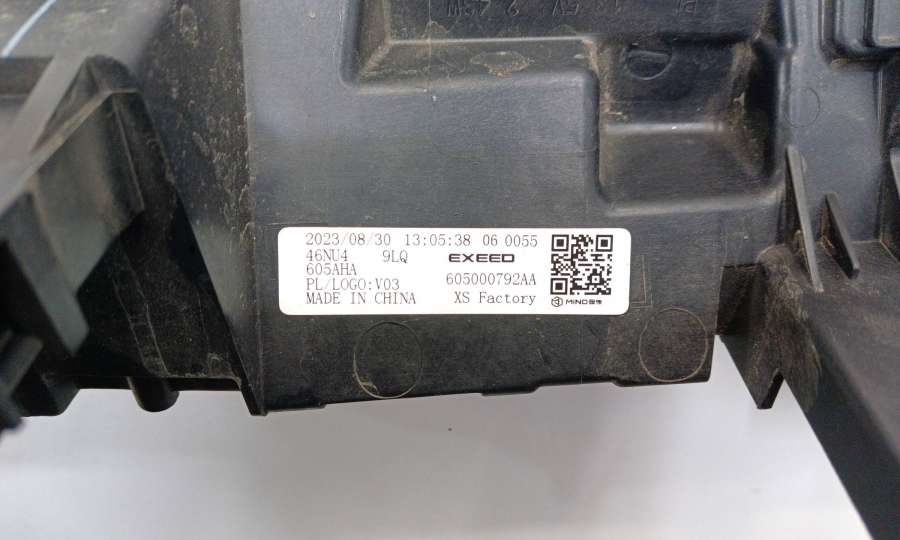 2023/08/30 13:05:38 06 0055
46NU4 9LQ EXEED
605AHA
PL/LOGO:V03 605000792AA
MADE IN CHINA XS Factory
MIND